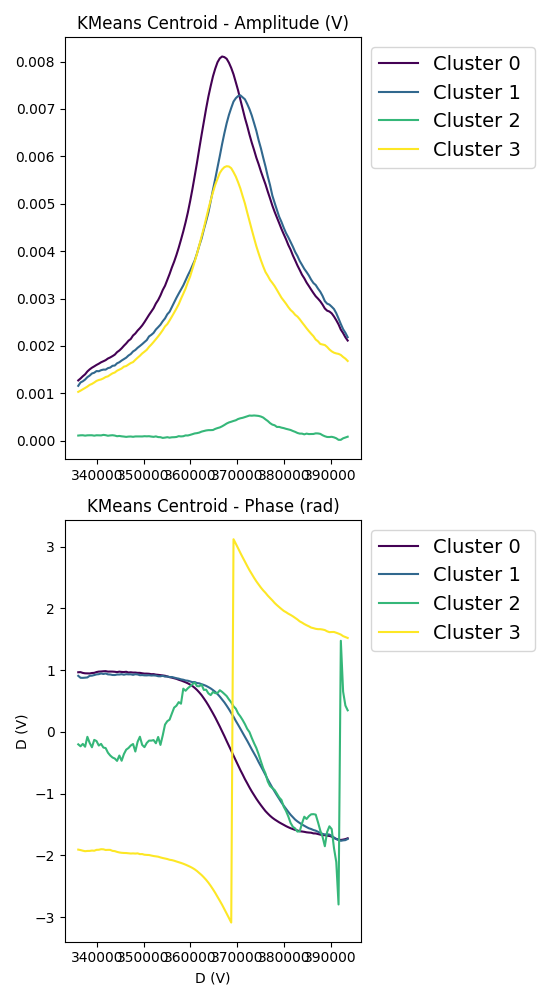 KMeans Centroid - Amplitude (V)
0.008
0.007
0.006
0.005
0.004
0.003
0.002
0.001
0.000
340000 350000 360000 370000 380000 390000
Cluster 0
Cluster 1
Cluster 2
Cluster 3
KMeans Centroid - Phase (rad)
D (V)
3
2
1
0
−1
−2
−3
340000 350000 360000 370000 380000 390000
D (V)
Cluster 0
Cluster 1
Cluster 2
Cluster 3